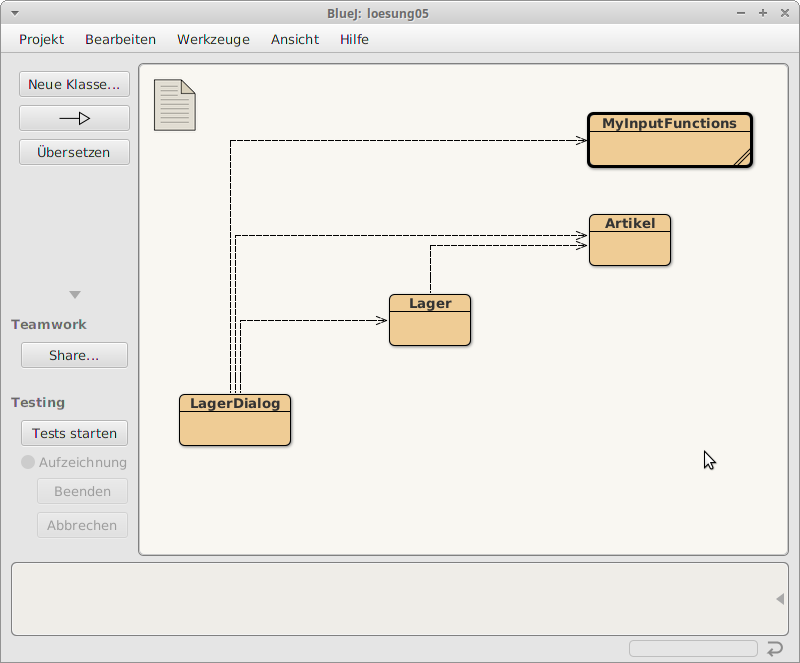 BlueJ: loesung05
Projekt Bearbeiten Werkzeuge Ansicht Hilfe
Neue Klasse...
Übersetzen
MyInputFunctions
Artikel
Lager
LagerDialog
Teamwork
Share...
Testing
Tests starten
Aufzeichnung
Beenden
Abbrechen